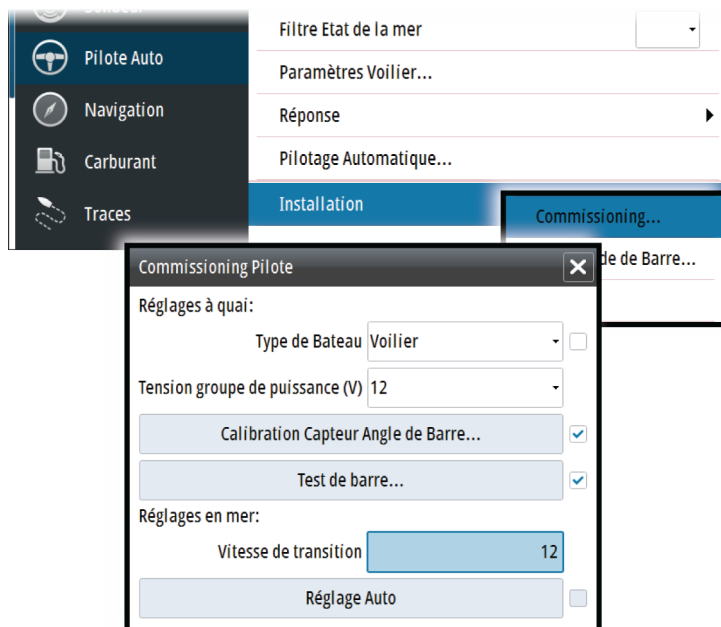 Filtre Etat de la mer
Pilote Auto
Paramètres Voilier...
Navigation
Réponse
Carburant
Pilotage Automatique...
Traces
Installation
Commissioning...
de de Barre...
Commissioning Pilote
Réglages à quai:
Type de Bateau Voilier
Tension groupe de puissance (V) 12
Calibration Capteur Angle de Barre...
Test de barre...
Réglages en mer:
Vitesse de transition 12
Réglage Auto